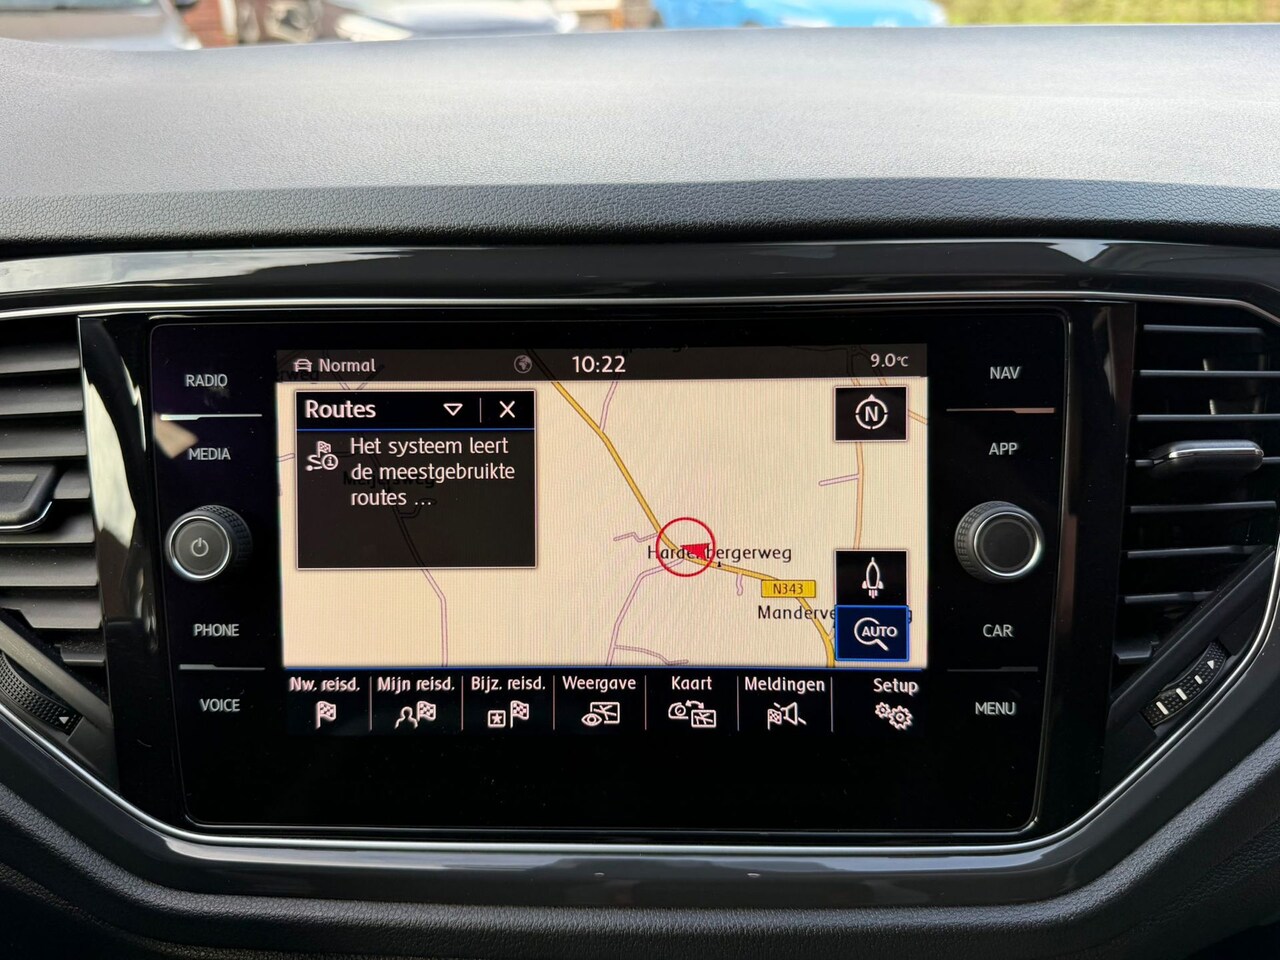 RADIO
MEDIA
PHONE
VOICE
Normal
10:22
9.0°C
Routes
Het systeem leert
de meestgebruikte
routes ...
N
Hardenbergerweg
N343
AUTO
Nw. reisd.
Mijn reisd.
Bijz. reisd.
Weergave
Kaart
Meldingen
Setup
NAV
APP
CAR
MENU